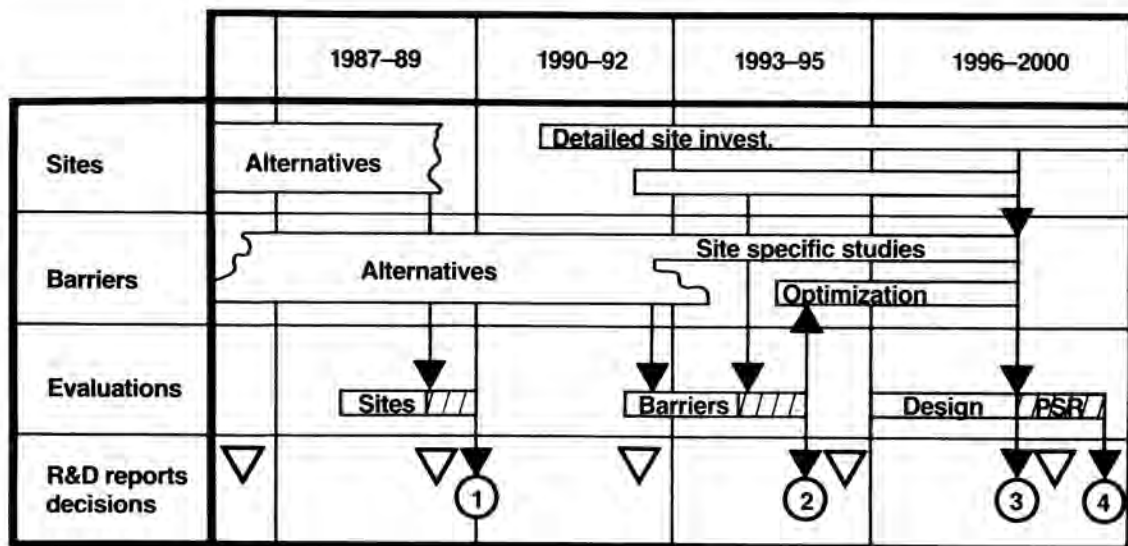 1987–89
1990–92
1993–95
1996–2000
Sites
Alternatives
Detailed site invest.
Barriers
Alternatives
Site specific studies
Optimization
Evaluations
Sites
Barriers
Design
PSR
R&D reports
decisions
1
2
3
4